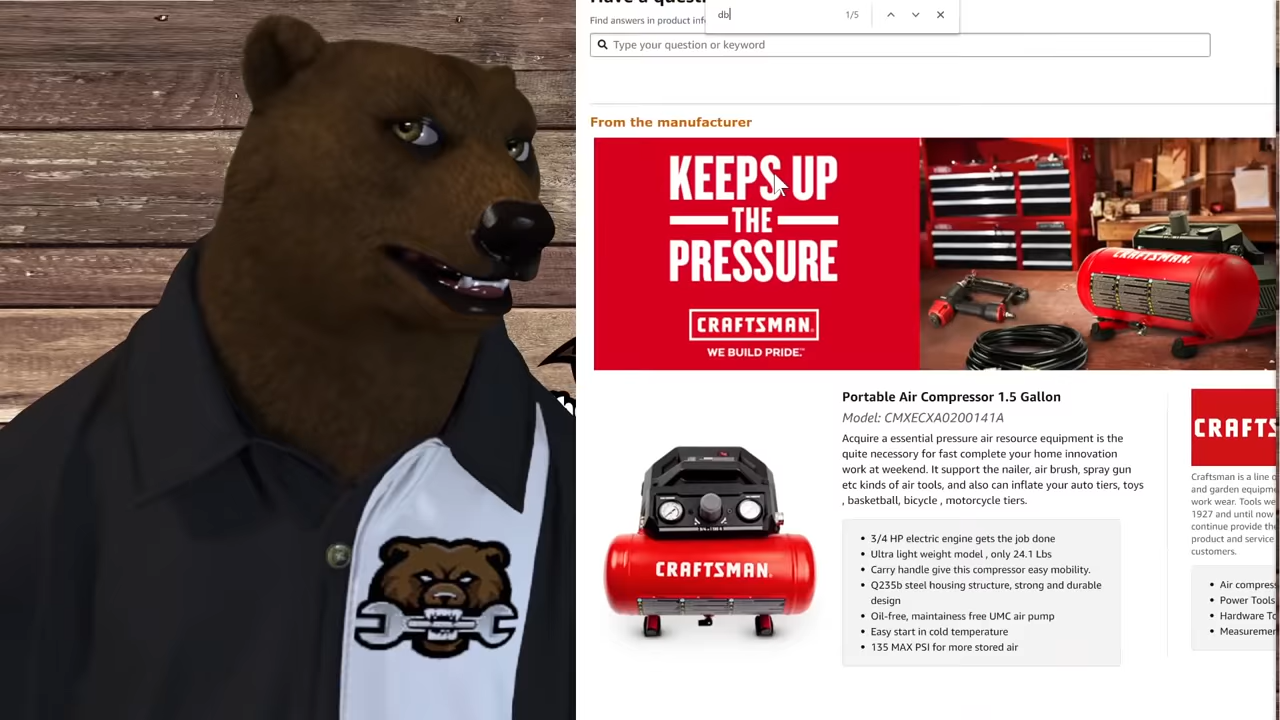 db
1/5
Find answers in product inf
Type your question or keyword
From the manufacturer
KEEPS UP
THE
PRESSURE
CRAFTSMAN
WE BUILD PRIDE.™
CRAFTSMAN
Portable Air Compressor 1.5 Gallon
Model: CMXECXA0200141A
Acquire a essential pressure air resource equipment is the
quite necessary for fast complete your home innovation
work at weekend. It support the nailer, air brush, spray gun
etc kinds of air tools, and also can inflate your auto tiers, toys
, basketball, bicycle , motorcycle tiers.
CRAFTSMAN
• 3/4 HP electric engine gets the job done
• Ultra light weight model , only 24.1 Lbs
• Carry handle give this compressor easy mobility.
• Q235b steel housing structure, strong and durable
design
• Oil-free, maintainess free UMC air pump
• Easy start in cold temperature
• 135 MAX PSI for more stored air
CRAFTS
Craftsman is a line
and garden equipm
work wear. Tools we
1927 and until now
continue provide th
product and service
customers.
• Air compres
• Power Tools
• Hardware To
• Measuremen